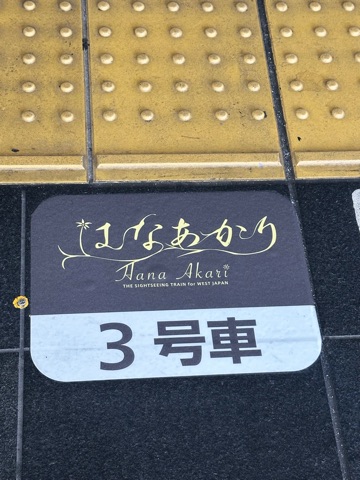 はなあかり
Hana Akari
THE SIGHTSEEING TRAIN for WEST JAPAN
3号車